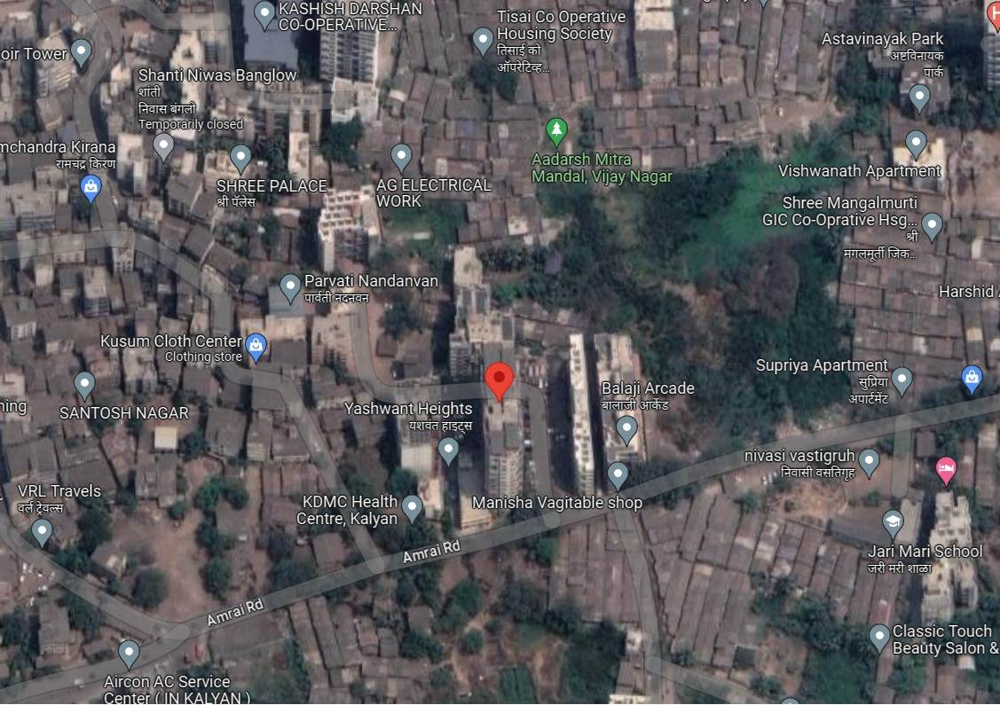 KASHISH DARSHAN
CO-OPERATIVE...
Tisai Co Operative
Housing Society
तिसाई को
ऑपरेटिव्ह...
Astavinayak Park
अष्टविनायक
पार्क
oir Tower
Shanti Niwas Banglow
शांती
निवास बंगलो
Temporarily closed
mchandra Kirana
रामचंद्र किरण
SHREE PALACE
श्री पॅलेस
AG ELECTRICAL
WORK
Aadarsh Mitra
Mandal, Vijay Nagar
Vishwanath Apartment
Shree Mangalmurti
GIC Co-Oprative Hsg...
श्री
मंगलमूर्ती जिक...
Parvati Nandanvan
पार्वती नंदनवन
Harshid
Kusum Cloth Center
Clothing store
Supriya Apartment
सुप्रिया
अपार्टमेंट
ning
SANTOSH NAGAR
Yashwant Heights
यशवंत हाइट्स
Balaji Arcade
बालाजी आर्केड
nivasi vastigruh
निवासी वसतिगृह
VRL Travels
वर्ल ट्रेवल्स
KDMC Health
Centre, Kalyan
Manisha Vagitable shop
Amrai Rd
Jari Mari School
जरी मरी शाळा
Amrai Rd
Classic Touch
Beauty Salon &
Aircon AC Service
Center ( IN KALYAN )
H